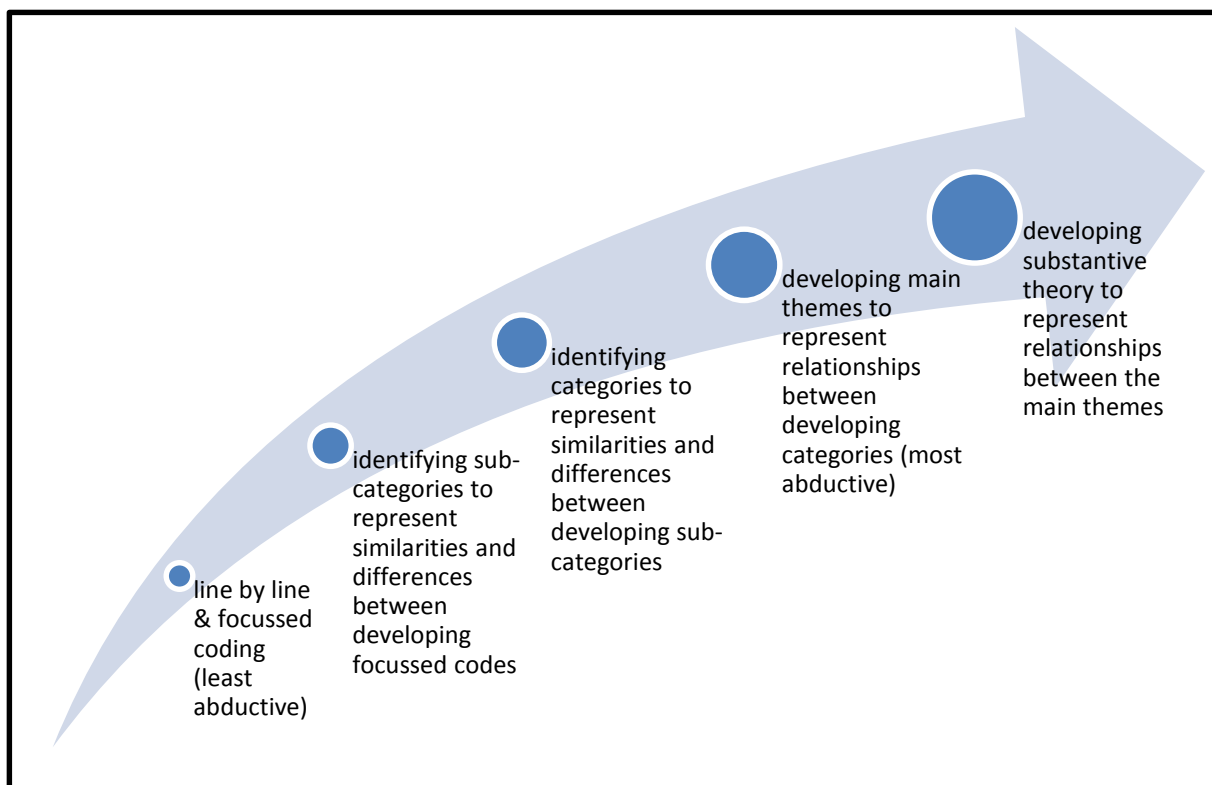 line by line
& focussed
coding
(least
abductive)
identifying sub-
categories to
represent
similarities and
differences
between
developing
focussed codes
identifying
categories to
represent
similarities and
differences
between
developing sub-
categories
developing main
themes to
represent
relationships
between
developing
categories (most
abductive)
developing
substantive
theory to
represent
relationships
between the
main themes